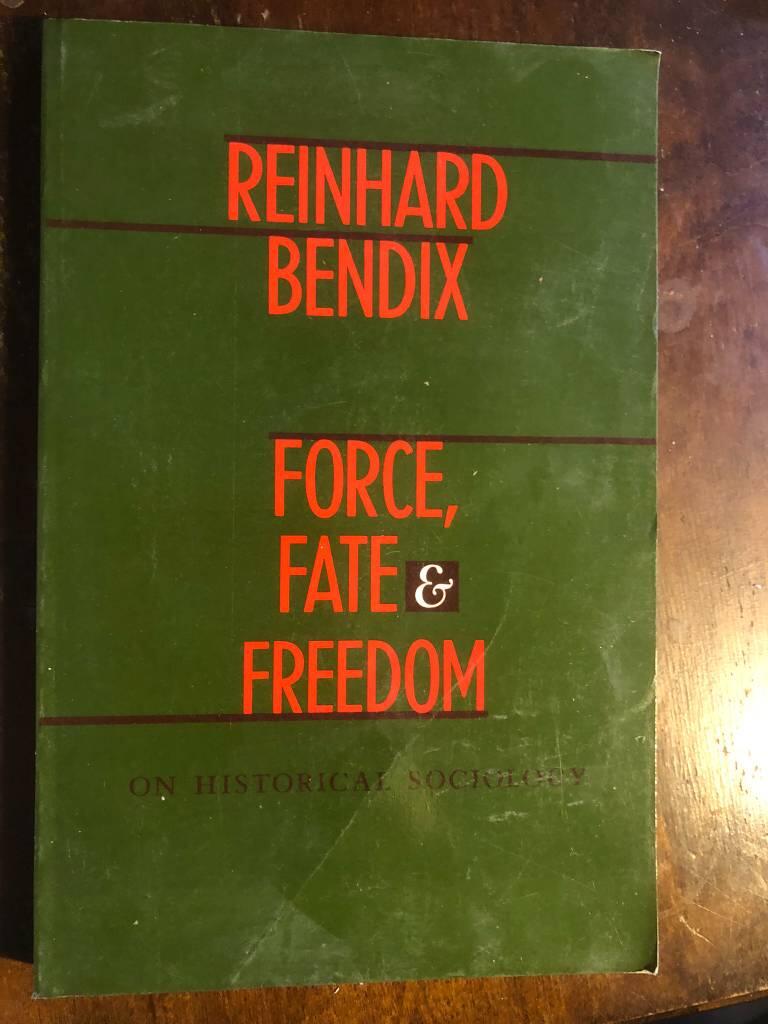 REINHARD
BENDIX
FORCE,
FATE &
FREEDOM
ON HISTORICAL SOCIOLOGY